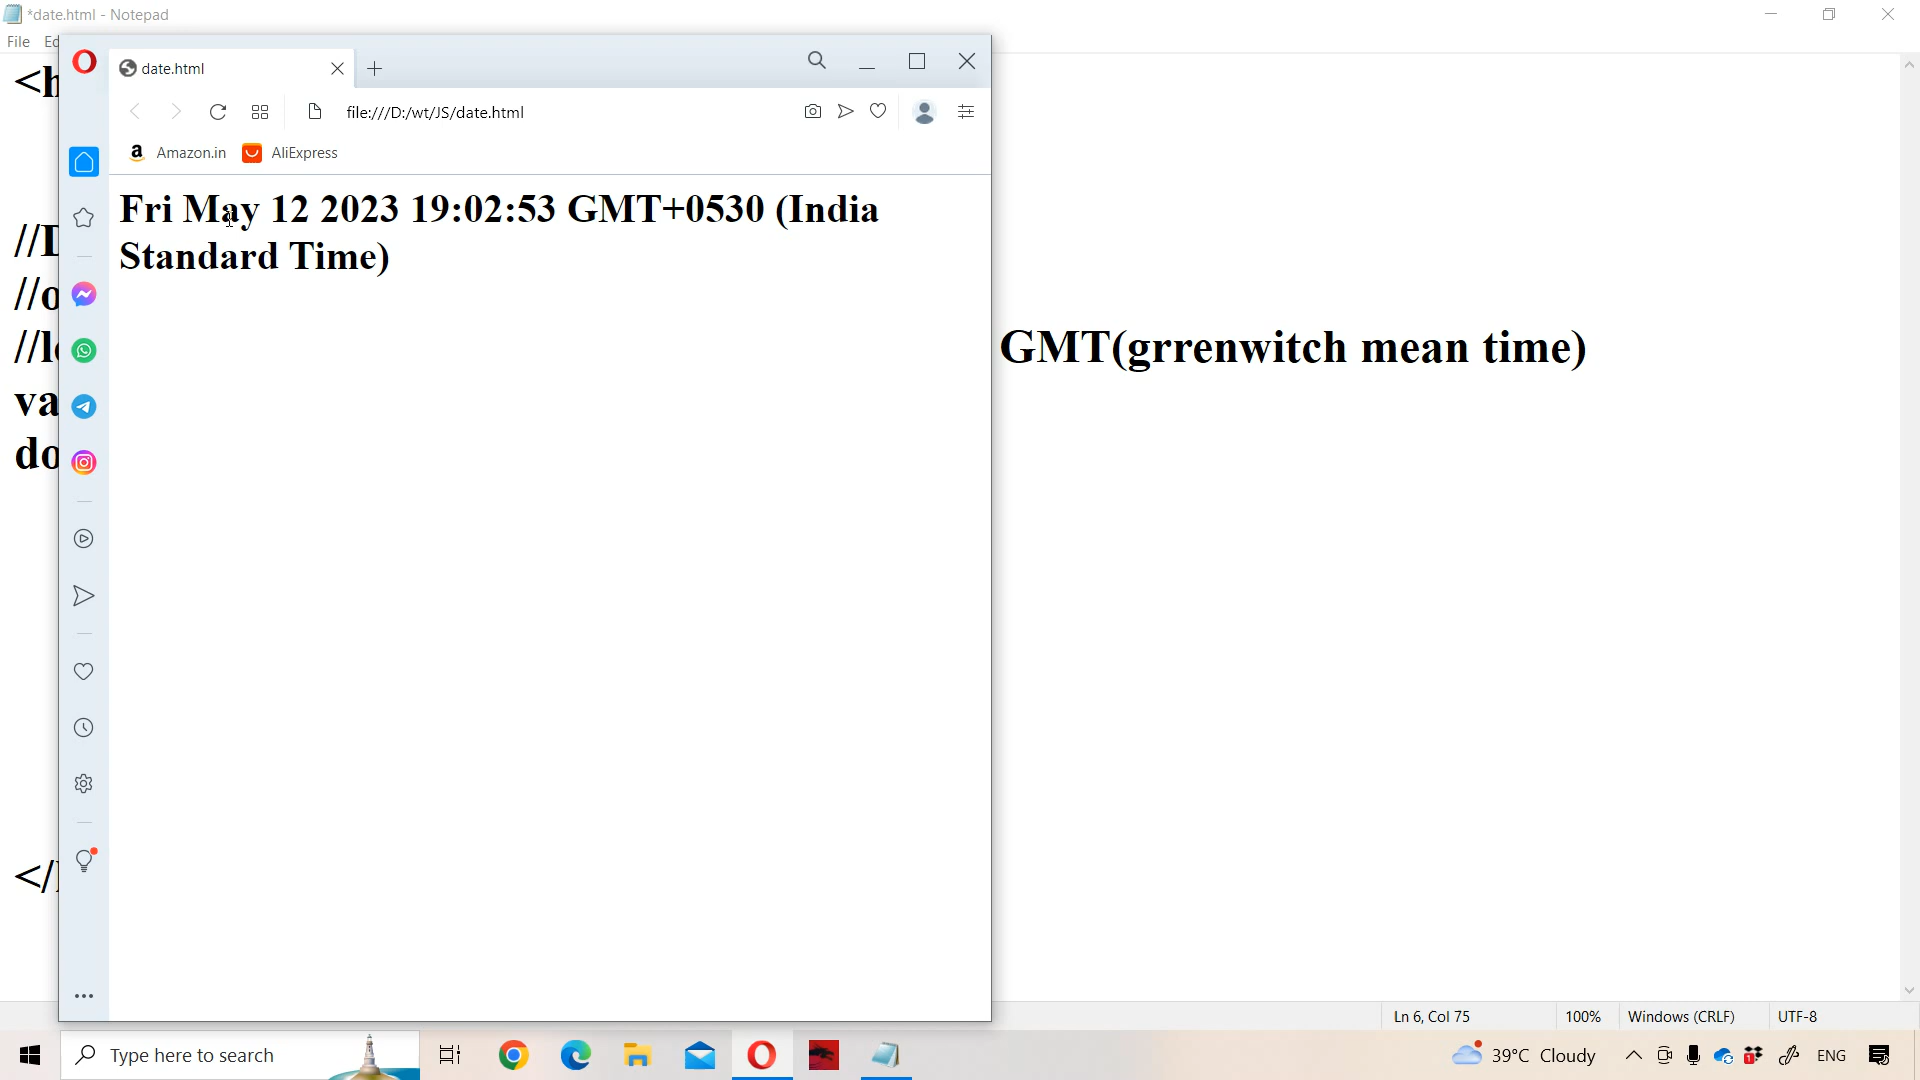 *date.html - Notepad
File
date.html
file:///D:/wt/JS/date.html
Amazon.in AliExpress
Fri May 12 2023 19:02:53 GMT+0530 (India
Standard Time)
GMT(grrenwitch mean time)
Ln 6, Col 75 100% Windows (CRLF) UTF-8
Type here to search
39°C Cloudy ENG